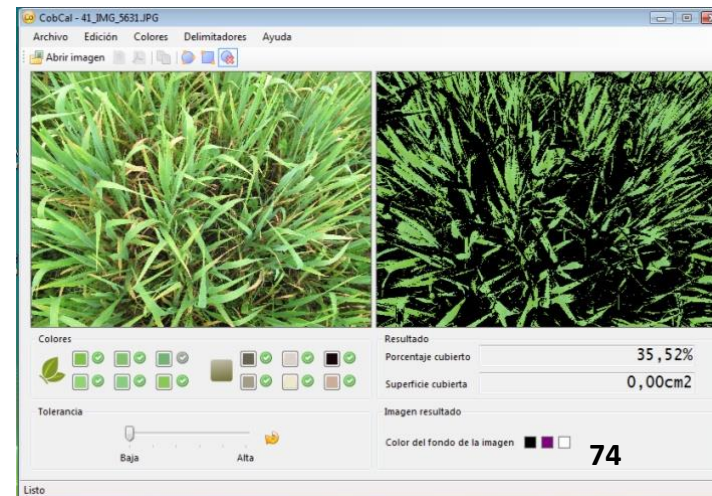 CobCal - 41_IMG_5631.JPG
Archivo Edición Colores Delimitadores Ayuda
Abrir imagen
Colores
Tolerancia
Baja Alta
Resultado
Porcentaje cubierto 35,52%
Superficie cubierta 0,00cm2
Imagen resultado
Color del fondo de la imagen
74
Listo